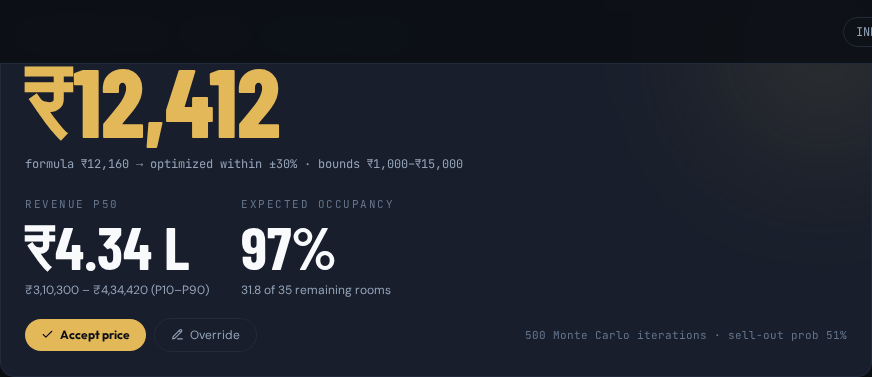 ₹12,412
formula ₹12,160 → optimized within ±30% · bounds ₹1,000–₹15,000
REVENUE P50
EXPECTED OCCUPANCY
₹4.34 L
97%
₹3,10,300 – ₹4,34,420 (P10–P90)
31.8 of 35 remaining rooms
Accept price
Override
500 Monte Carlo iterations · sell-out prob 51%